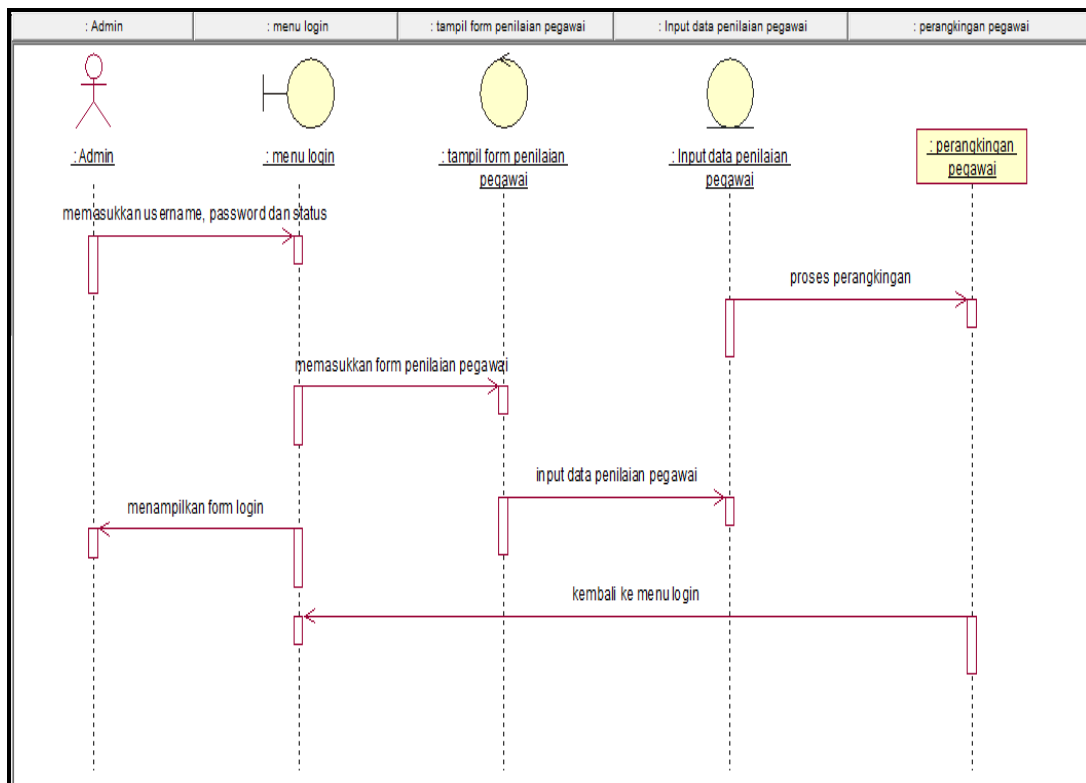 : Admin
: menu login
: tampil form penilaian pegawai
: Input data penilaian pegawai
: perangkingan pegawai
: Admin
: menu login
: tampil form penilaian
pegawai
: Input data penilaian
pegawai
: perangkingan
pegawai
memasukkan username, password dan status
proses perangkingan
memasukkan form penilaian pegawai
input data penilaian pegawai
menampilkan form login
kembali ke menu login